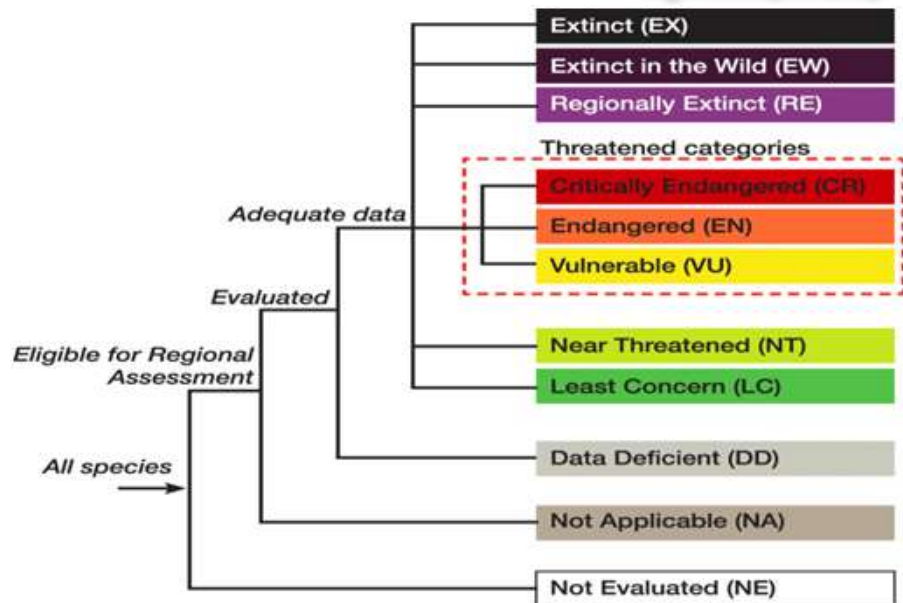 Extinct (EX)
Extinct in the Wild (EW)
Regionally Extinct (RE)
Threatened categories
Critically Endangered (CR)
Adequate data
Endangered (EN)
Vulnerable (VU)
Evaluated
Eligible for Regional
Assessment
Near Threatened (NT)
Least Concern (LC)
All species
Data Deficient (DD)
Not Applicable (NA)
Not Evaluated (NE)